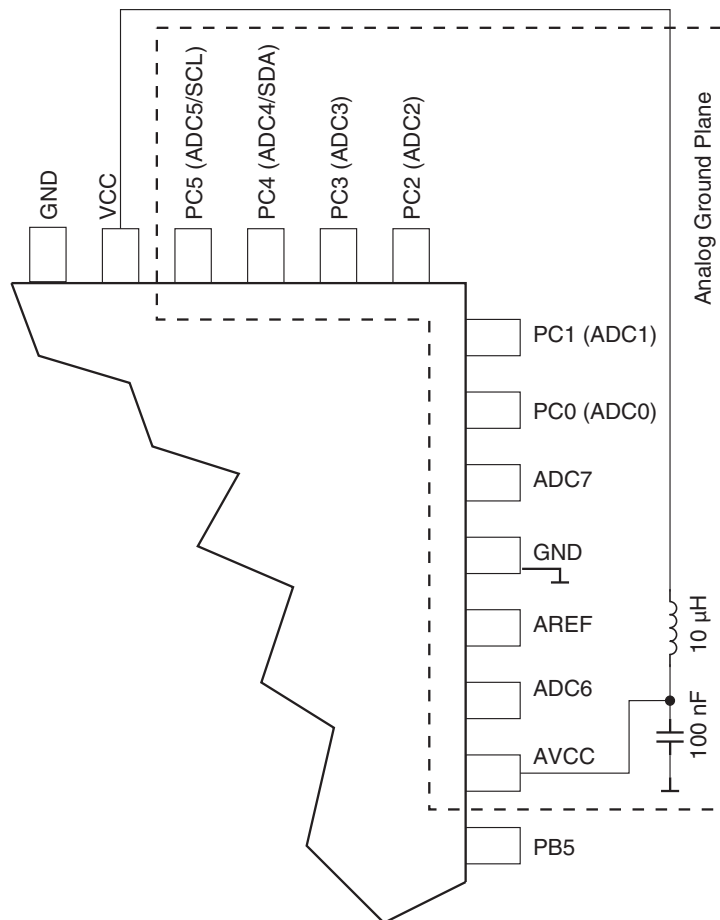 GND
VCC
PC5 (ADC5/SCL)
PC4 (ADC4/SDA)
PC3 (ADC3)
PC2 (ADC2)
Analog Ground Plane
PC1 (ADC1)
PC0 (ADC0)
ADC7
GND
AREF
ADC6
AVCC
PB5
10 µH
100 nF